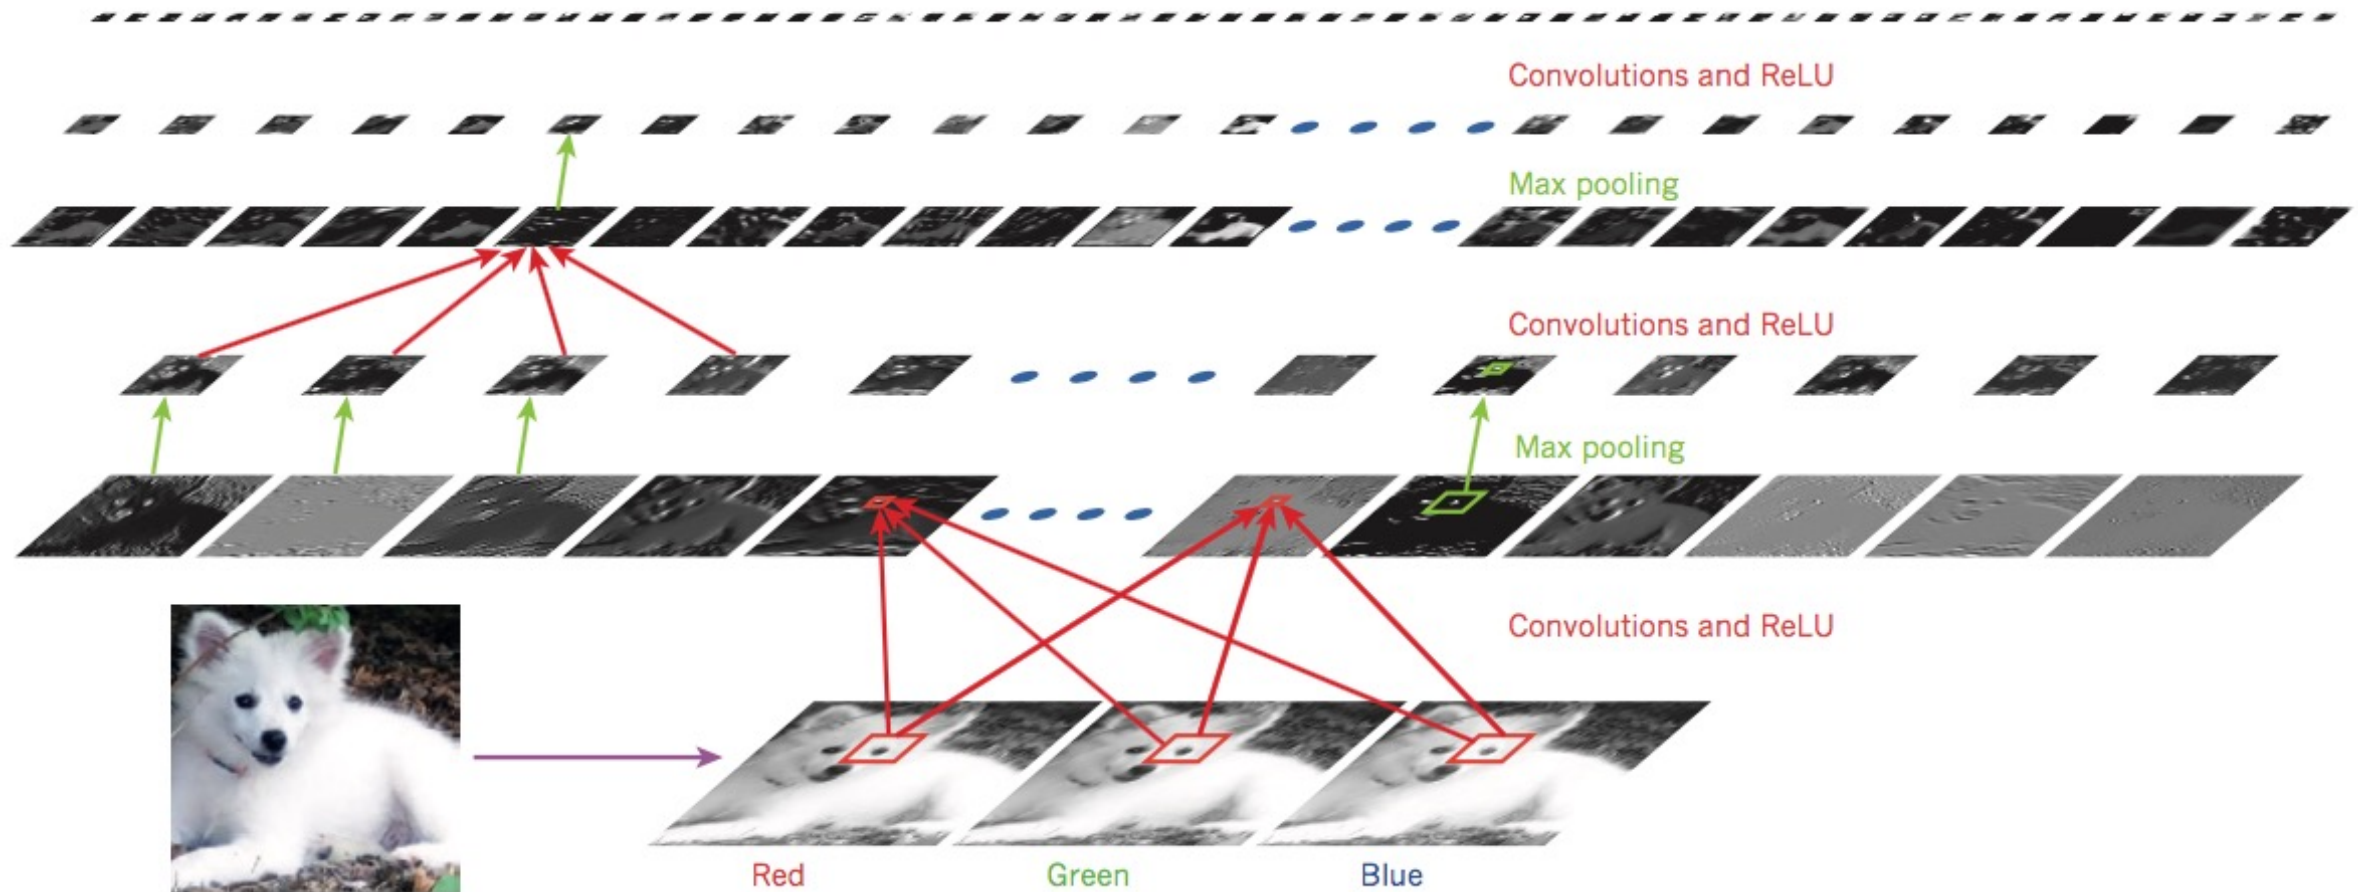 Convolutions and ReLU
Max pooling
Convolutions and ReLU
Max pooling
Convolutions and ReLU
Red
Green
Blue